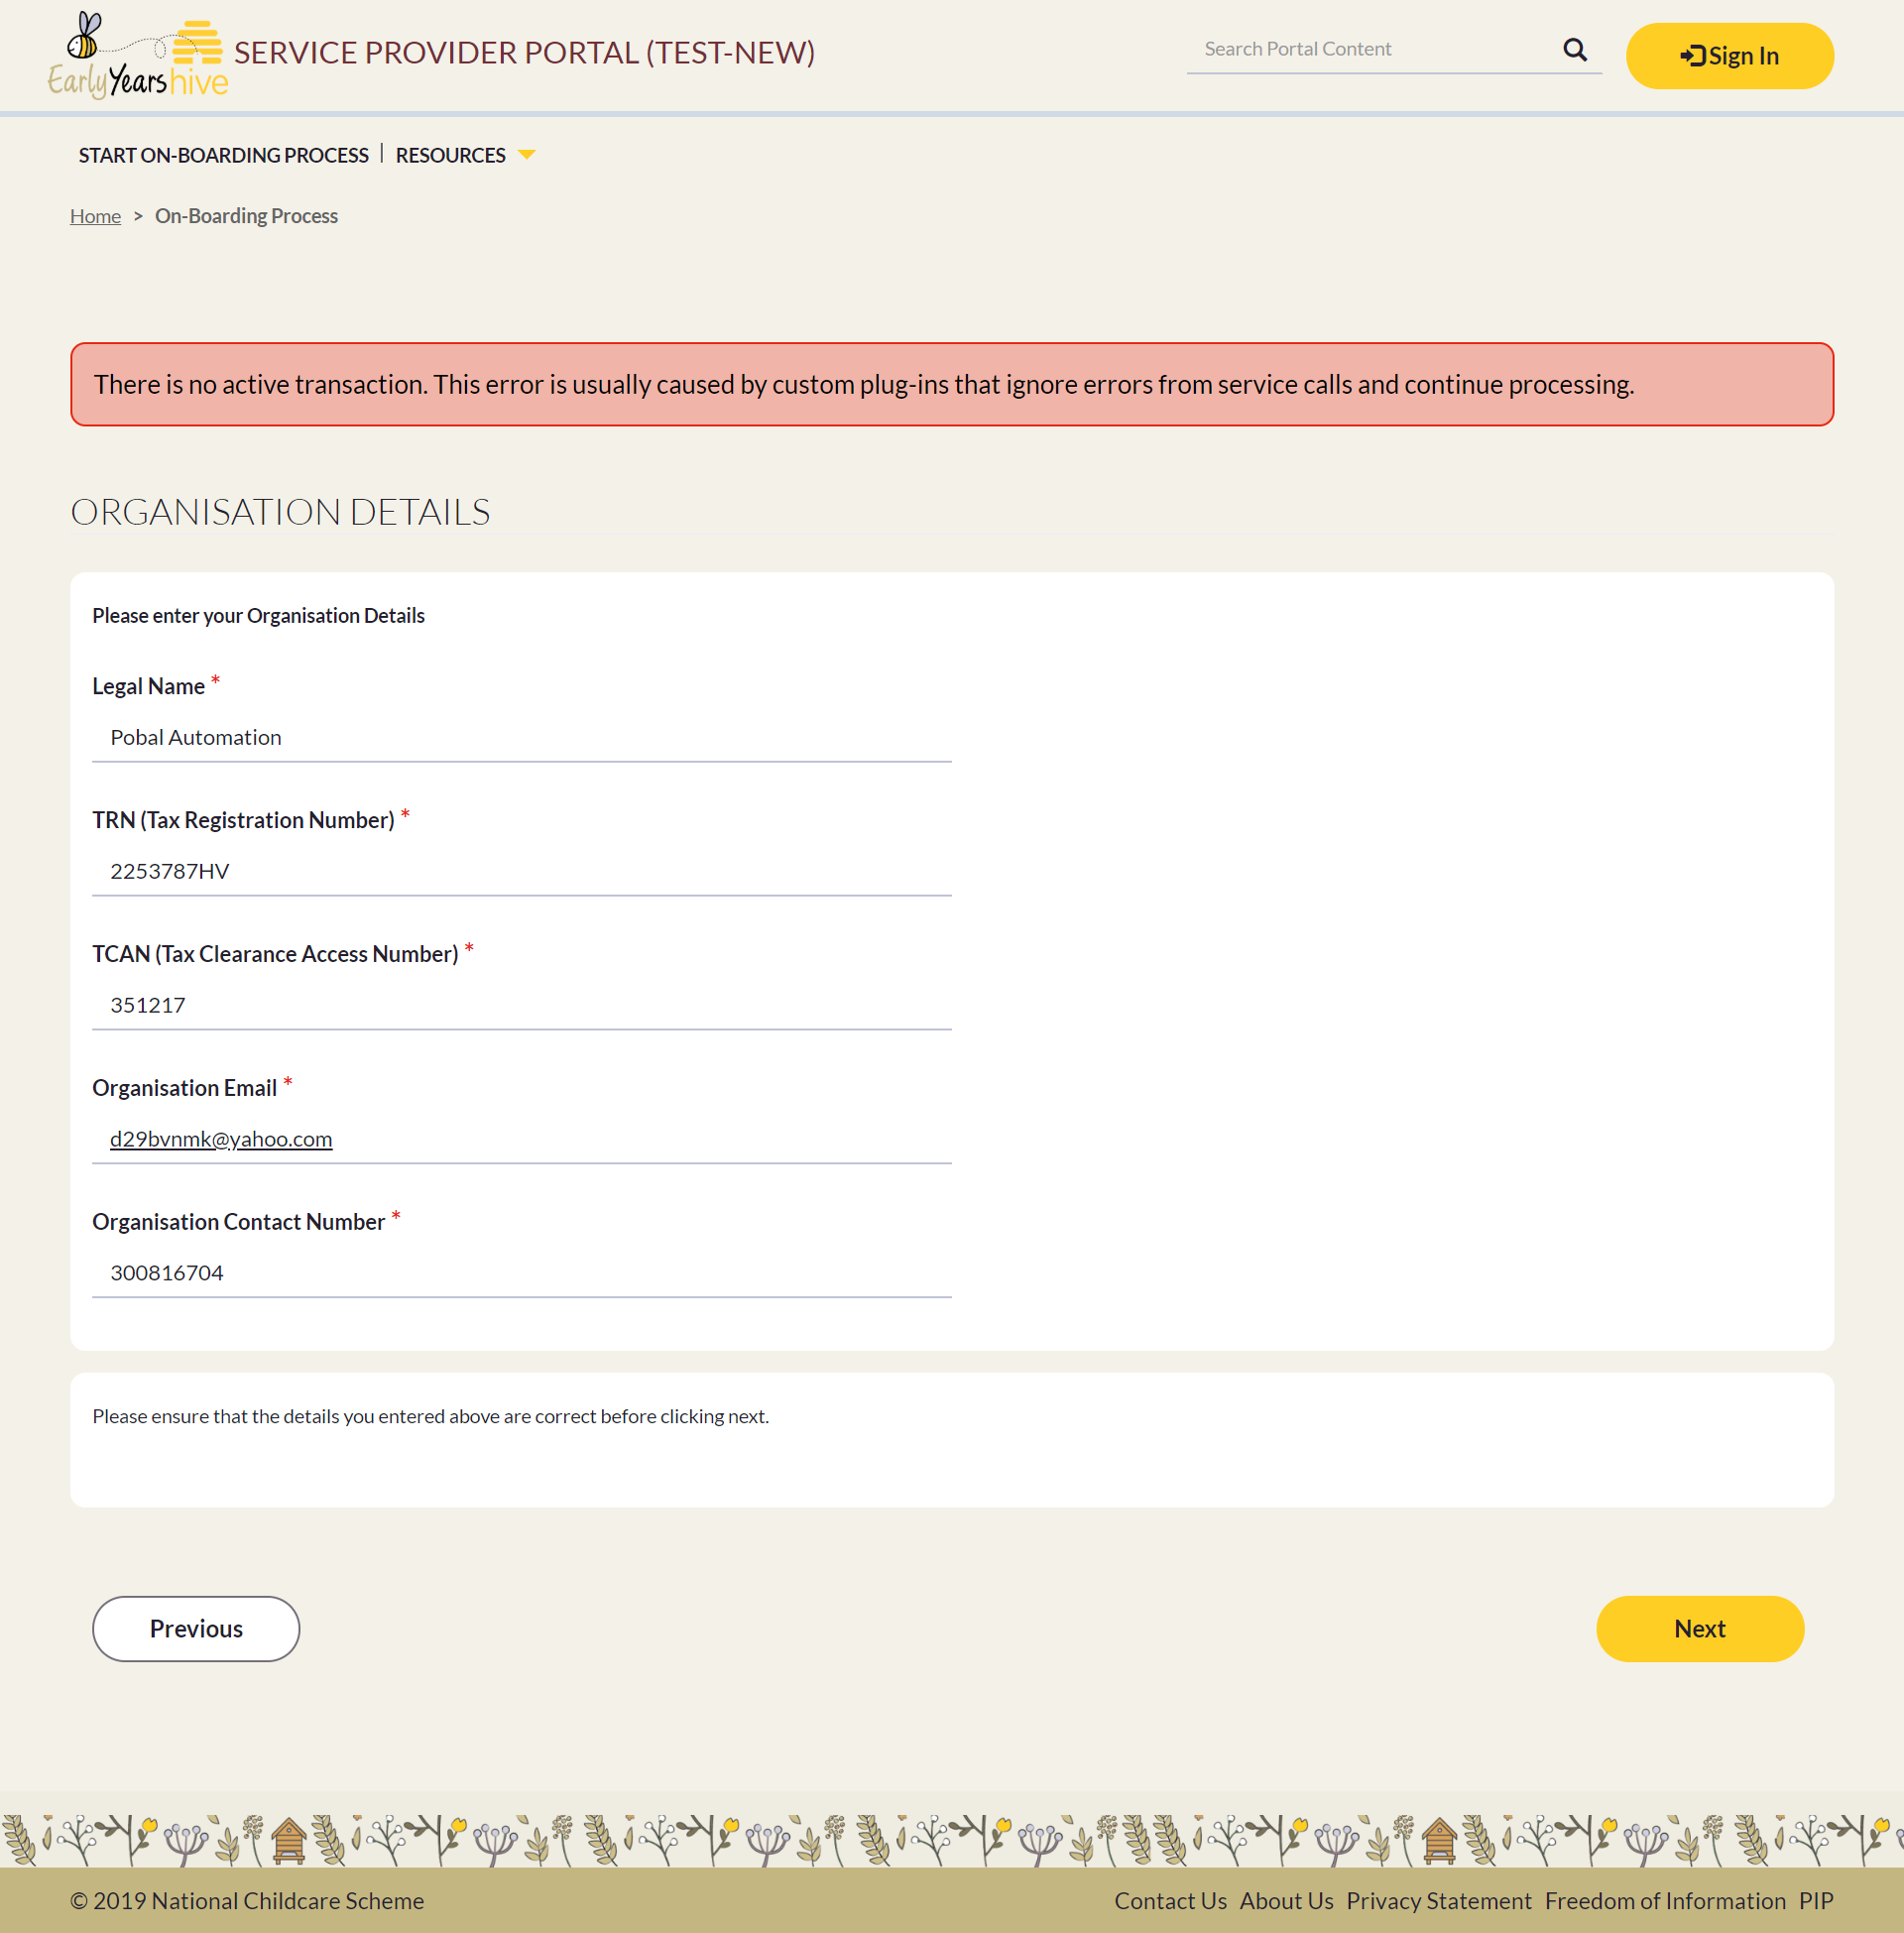 EarlyYearshive
SERVICE PROVIDER PORTAL (TEST-NEW)
Search Portal Content
Sign In
START ON-BOARDING PROCESS | RESOURCES
Home > On-Boarding Process
There is no active transaction. This error is usually caused by custom plug-ins that ignore errors from service calls and continue processing.
ORGANISATION DETAILS
Please enter your Organisation Details
Legal Name *
Pobal Automation
TRN (Tax Registration Number) *
2253787HV
TCAN (Tax Clearance Access Number) *
351217
Organisation Email *
d29bvnmk@yahoo.com
Organisation Contact Number *
300816704
Please ensure that the details you entered above are correct before clicking next.
Previous
Next
© 2019 National Childcare Scheme
Contact Us About Us Privacy Statement Freedom of Information PIP